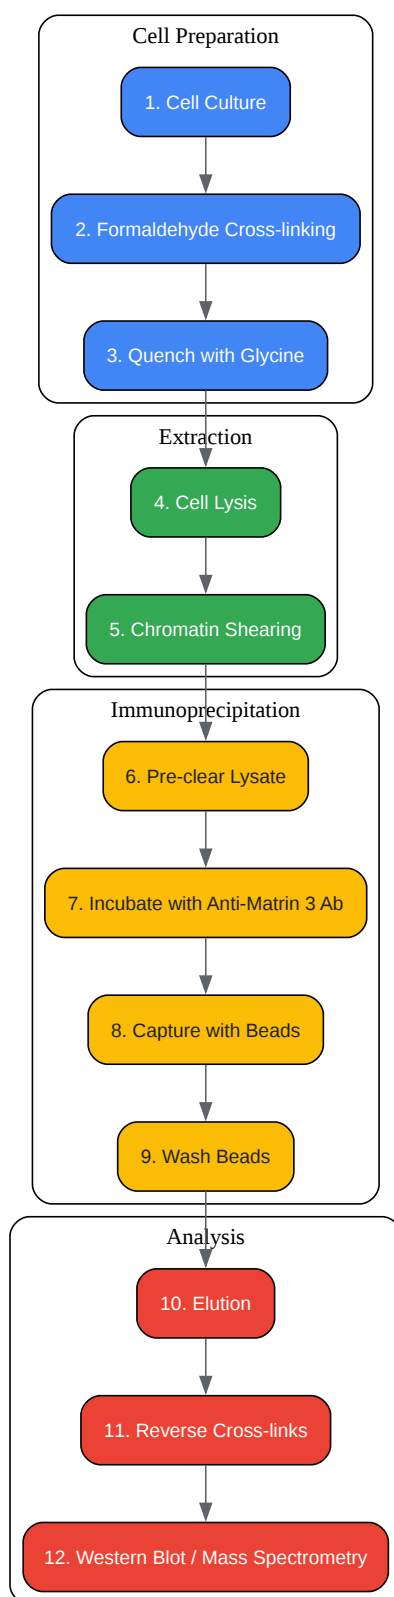 Cell Preparation
1. Cell Culture
2. Formaldehyde Cross-linking
3. Quench with Glycine
Extraction
4. Cell Lysis
5. Chromatin Shearing
Immunoprecipitation
6. Pre-clear Lysate
7. Incubate with Anti-Matrin 3 Ab
8. Capture with Beads
9. Wash Beads
Analysis
10. Elution
11. Reverse Cross-links
12. Western Blot / Mass Spectrometry